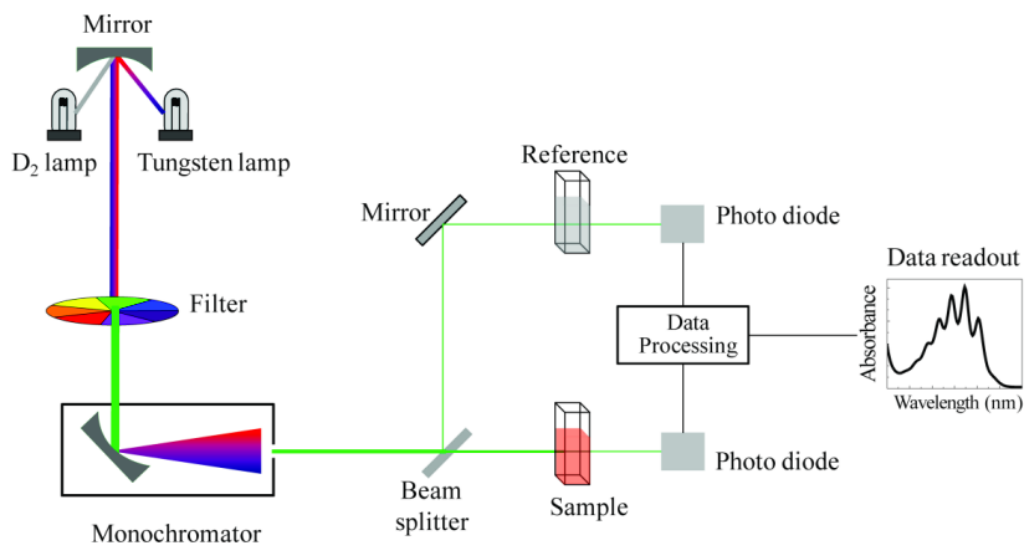 Mirror
D₂ lamp
Tungsten lamp
Filter
Monochromator
Mirror
Reference
Photo diode
Beam
splitter
Sample
Photo diode
Data
Processing
Data readout
Absorbance
Wavelength (nm)